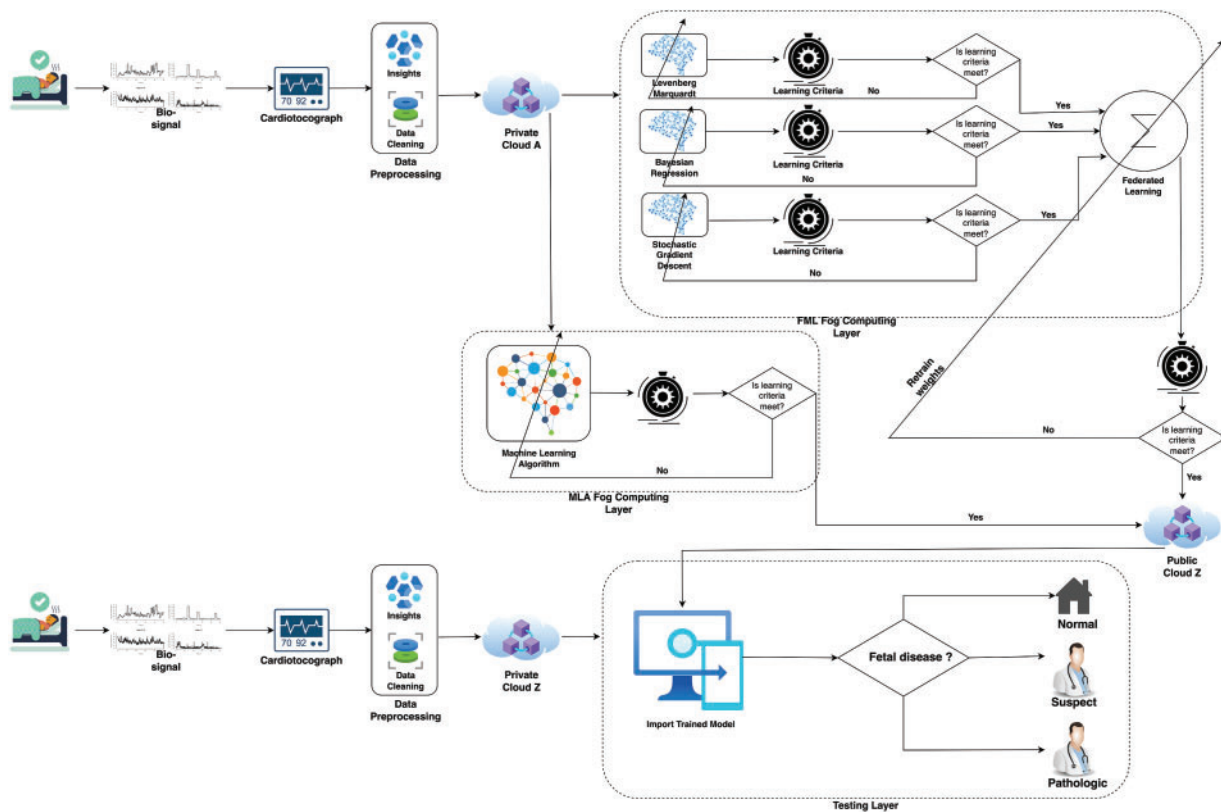 Insights
Data
Cleaning
Data
Preprocessing
Bio-
signal
70 92
Cardiotocograph
Private
Cloud A
Levenberg
Marquardt
Learning Criteria
Is learning
criteria
meet?
No
Yes
Bayesian
Regression
Learning Criteria
Is learning
criteria
meet?
No
Yes
Stochastic
Gradient
Descent
Learning Criteria
Is learning
criteria
meet?
No
Yes
Federated
Learning
FML Fog Computing
Layer
Machine Learning
Algorithm
Is learning
criteria
meet?
No
MLA Fog Computing
Layer
Yes
Retrain
weights
No
Is learning
criteria
meet?
Yes
Public
Cloud Z
Insights
Data
Cleaning
Data
Preprocessing
Bio-
signal
70 92
Cardiotocograph
Private
Cloud Z
Import Trained Model
Fetal disease ?
Normal
Suspect
Pathologic
Testing Layer